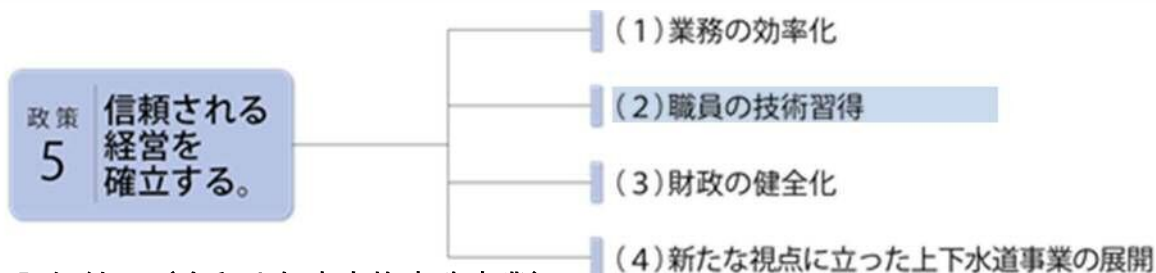 政策
5
信頼される
経営を
確立する。
(1)業務の効率化
(2)職員の技術習得
(3)財政の健全化
(4)新たな視点に立った上下水道事業の展開